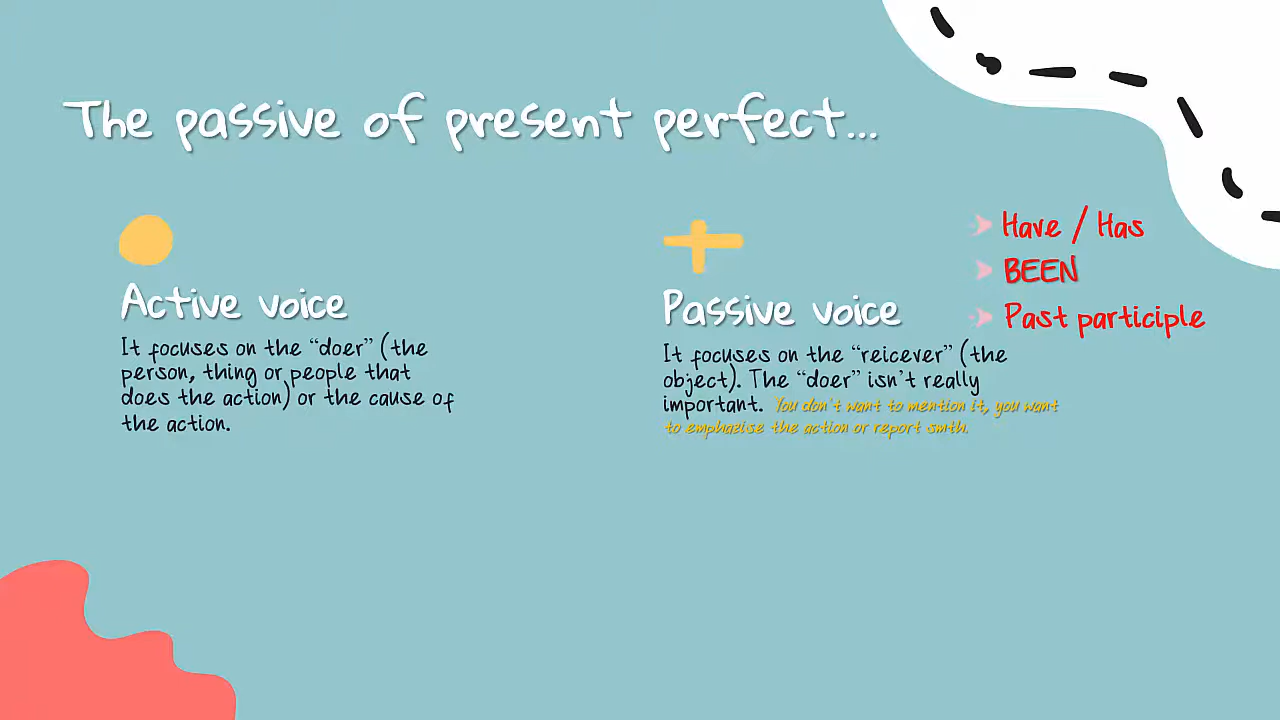 The passive of present perfect...
Active voice
It focuses on the “doer” (the
person, thing or people that
does the action) or the cause of
the action.
Passive voice
It focuses on the “reicever” (the
object). The “doer” isn't really
important. You don't want to mention it, you want
to emphazise the action or report smth.
Have / Has
BEEN
Past participle